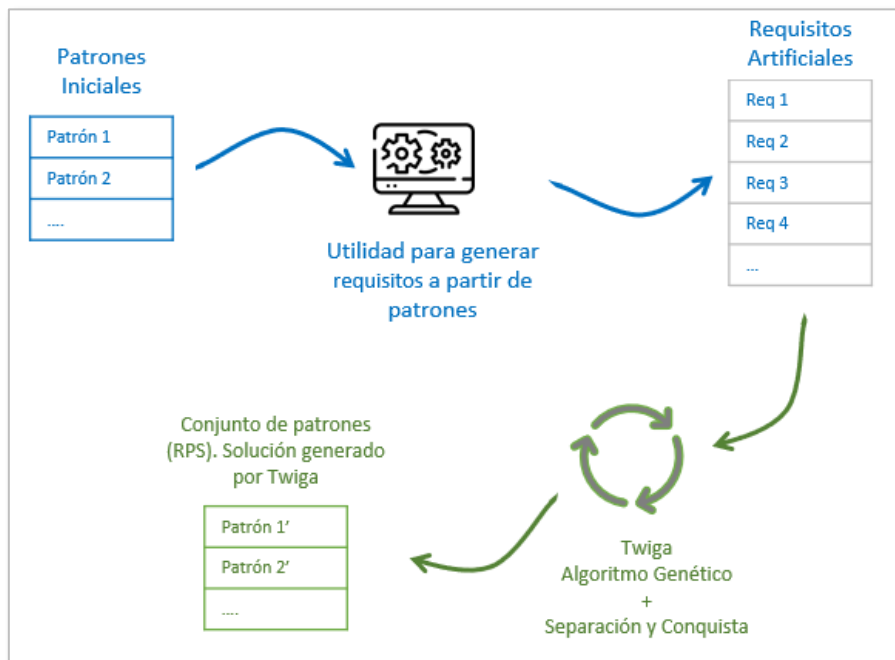 Patrones
Iniciales
Patrón 1
Patrón 2
....
Utilidad para generar
requisitos a partir de
patrones
Requisitos
Artificiales
Req 1
Req 2
Req 3
Req 4
...
Twiga
Algoritmo Genético
+
Separación y Conquista
Conjunto de patrones
(RPS). Solución generado
por Twiga
Patrón 1'
Patrón 2'
....